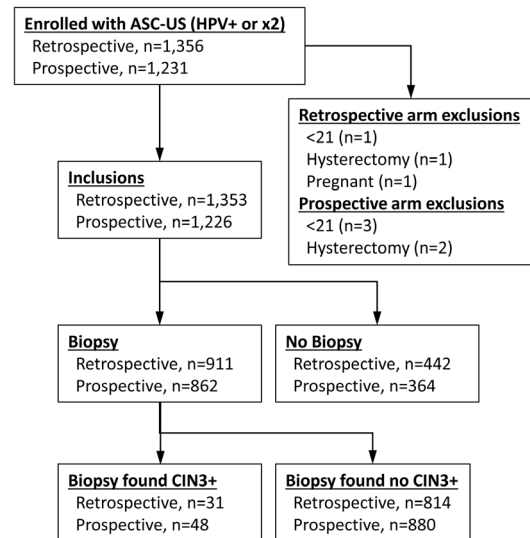 Enrolled with ASC-US (HPV+ or x2)
Retrospective, n=1,356
Prospective, n=1,231
Retrospective arm exclusions
<21 (n=1)
Hysterectomy (n=1)
Pregnant (n=1)
Prospective arm exclusions
<21 (n=3)
Hysterectomy (n=2)
Inclusions
Retrospective, n=1,353
Prospective, n=1,226
Biopsy
Retrospective, n=911
Prospective, n=862
No Biopsy
Retrospective, n=442
Prospective, n=364
Biopsy found CIN3+
Retrospective, n=31
Prospective, n=48
Biopsy found no CIN3+
Retrospective, n=814
Prospective, n=880